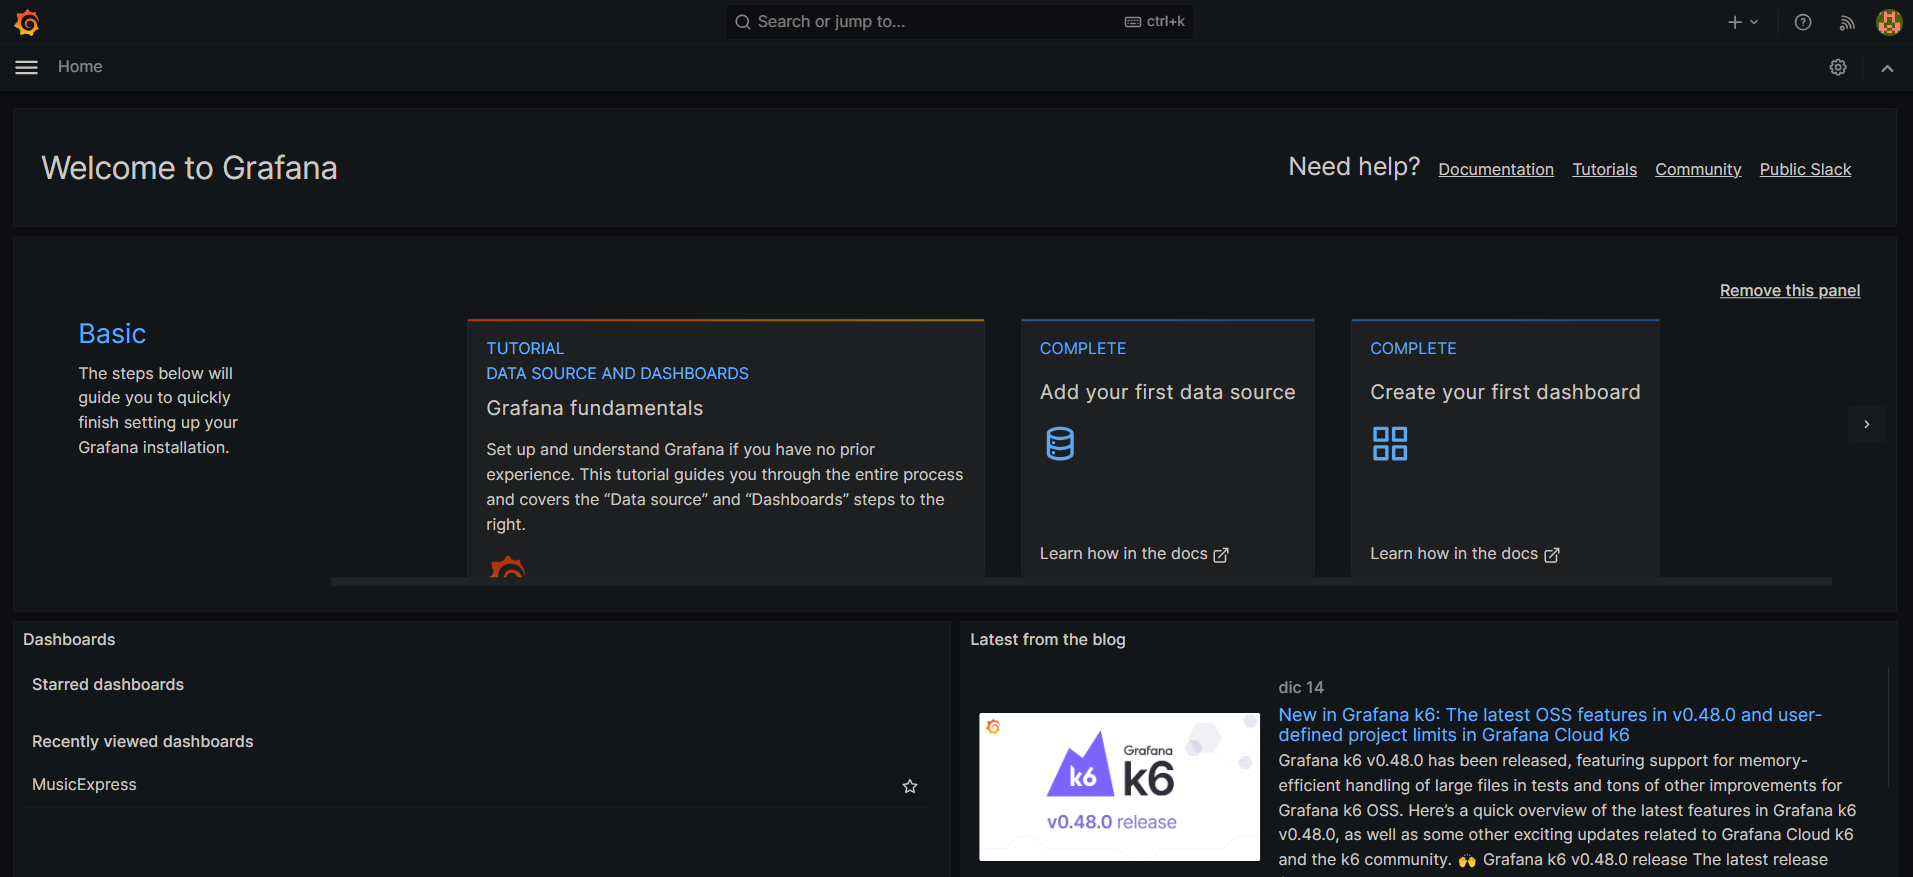 Search or jump to...
ctrl+k
Home
Welcome to Grafana
Need help?
Documentation
Tutorials
Community
Public Slack
Remove this panel
Basic
The steps below will
guide you to quickly
finish setting up your
Grafana installation.
TUTORIAL
DATA SOURCE AND DASHBOARDS
Grafana fundamentals
Set up and understand Grafana if you have no prior
experience. This tutorial guides you through the entire process
and covers the “Data source” and “Dashboards” steps to the
right.
COMPLETE
Add your first data source
Learn how in the docs
COMPLETE
Create your first dashboard
Learn how in the docs
Dashboards
Starred dashboards
Recently viewed dashboards
MusicExpress
Latest from the blog
k6
Grafana
k6
v0.48.0 release
dic 14
New in Grafana k6: The latest OSS features in v0.48.0 and user-
defined project limits in Grafana Cloud k6
Grafana k6 v0.48.0 has been released, featuring support for memory-
efficient handling of large files in tests and tons of other improvements for
Grafana k6 OSS. Here’s a quick overview of the latest features in Grafana k6
v0.48.0, as well as some other exciting updates related to Grafana Cloud k6
and the k6 community. 🙌 Grafana k6 v0.48.0 release The latest release